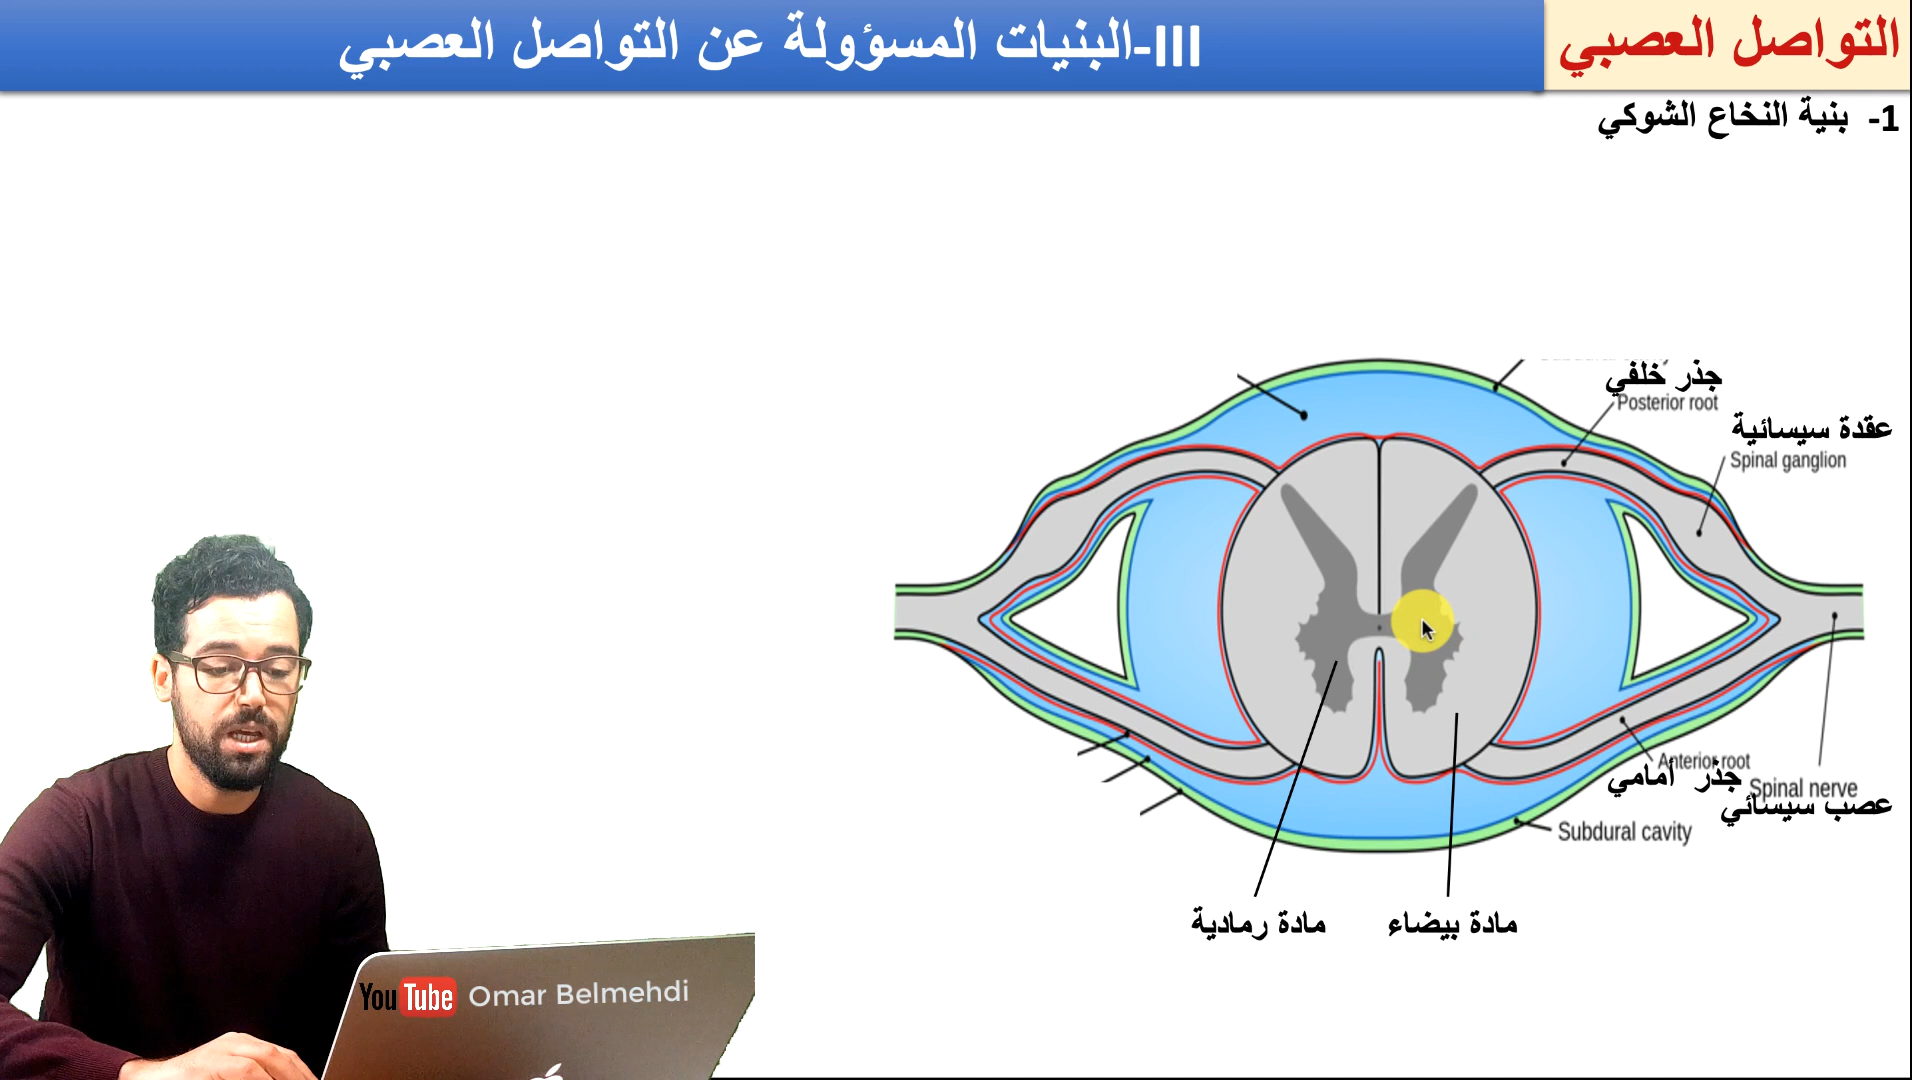 التواصل العصبي
III-البنيات المسؤولة عن التواصل العصبي
1- بنية النخاع الشوكي
جذر خلفي
Posterior root
عقدة سيسائية
Spinal ganglion
Anterior root
جذر أمامي
Spinal nerve
عصب سيسائي
Subdural cavity
مادة رمادية
مادة بيضاء
YouTube Omar Belmehdi